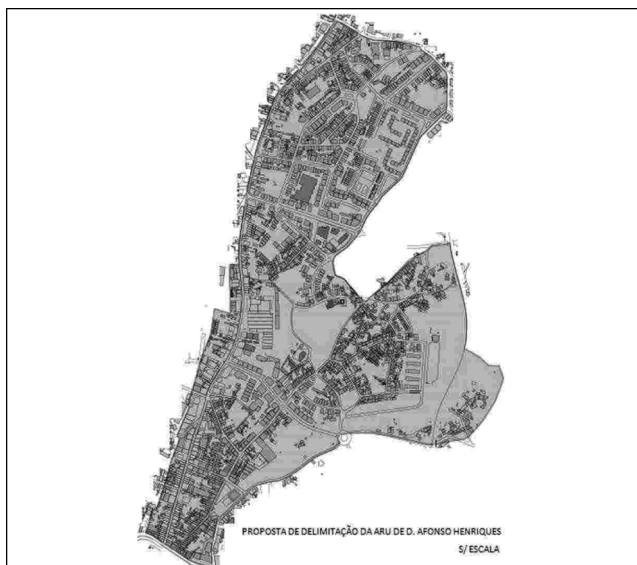 PROPOSTA DE DELIMITAÇÃO DA ARU DE D. AFONSO HENRIQUES
S/ ESCALA